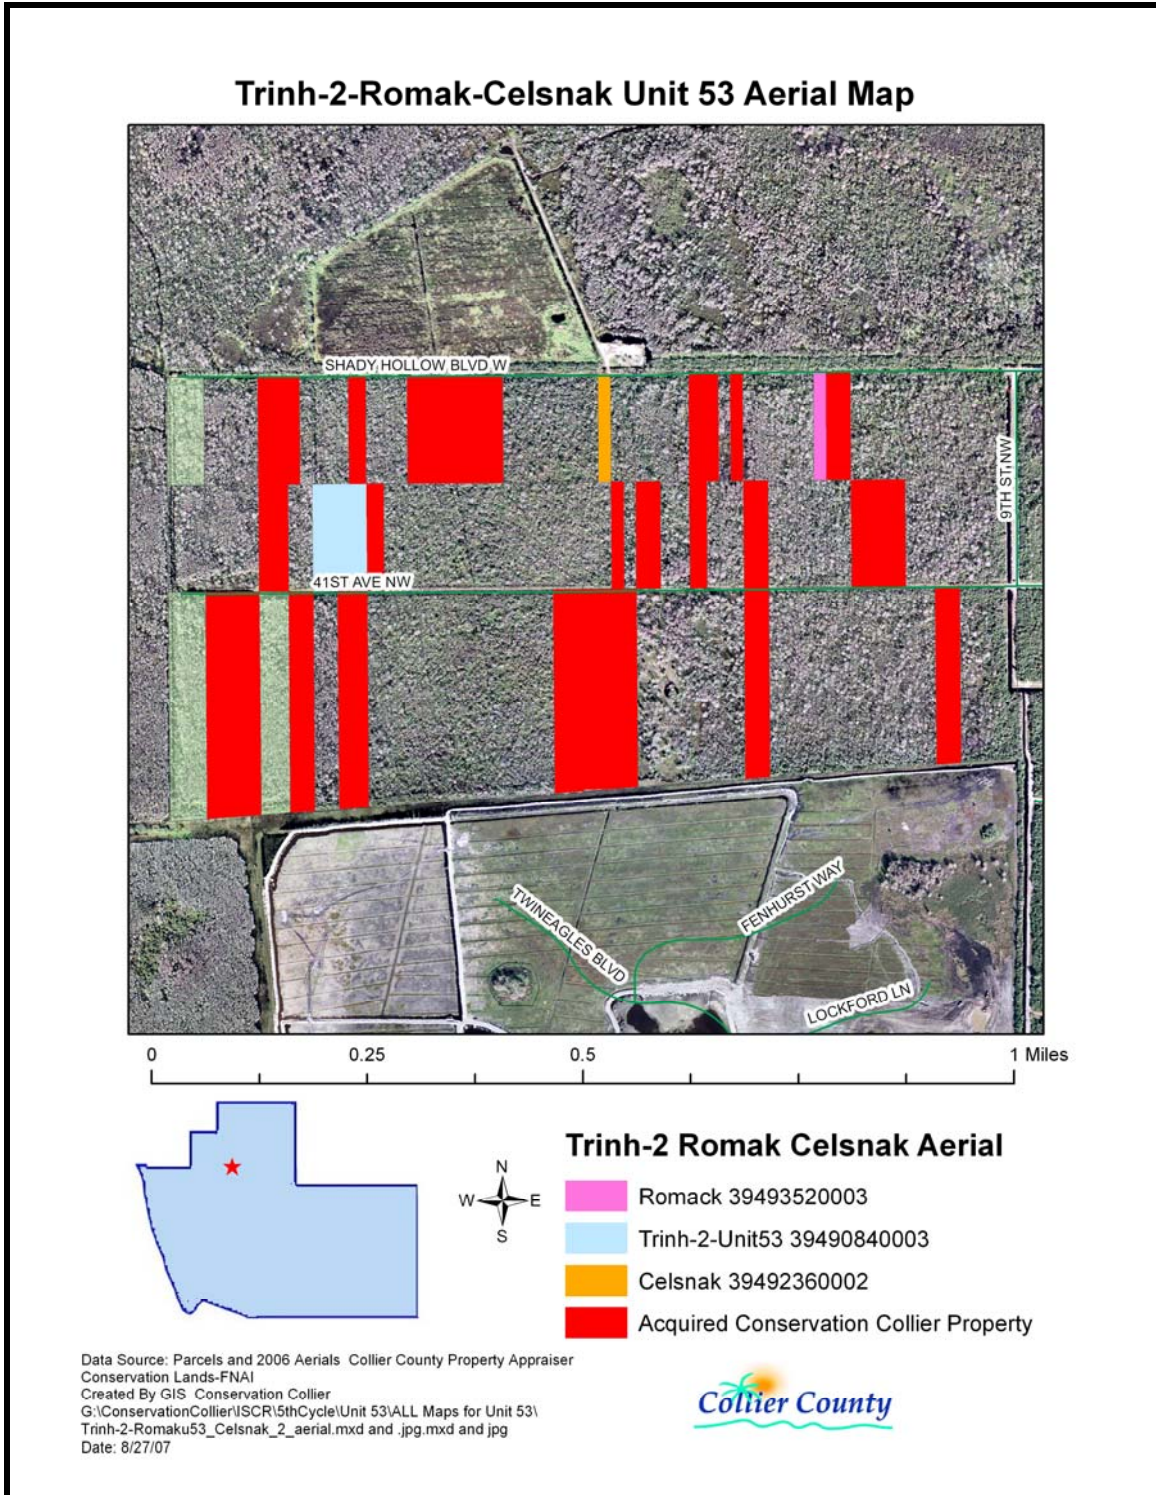 Trinh-2-Romak-Celsnak Unit 53 Aerial Map
SHADY HOLLOW BLVD W
9TH ST NW
41ST AVE NW
TWINEAGLES BLVD
FENHURST WAY
LOCKFORD LN
0 0.25 0.5 1 Miles
N
W E
S
Trinh-2 Romak Celsnak Aerial
Romack 39493520003
Trinh-2-Unit53 39490840003
Celsnak 39492360002
Acquired Conservation Collier Property
Data Source: Parcels and 2006 Aerials Collier County Property Appraiser
Conservation Lands-FNAI
Created By GIS Conservation Collier
G:\ConservationCollier\ISCR\5thCycle\Unit 53\ALL Maps for Unit 53\
Trinh-2-Romaku53_Celsnak_2_aerial.mxd and .jpg.mxd and jpg
Date: 8/27/07
Collier County